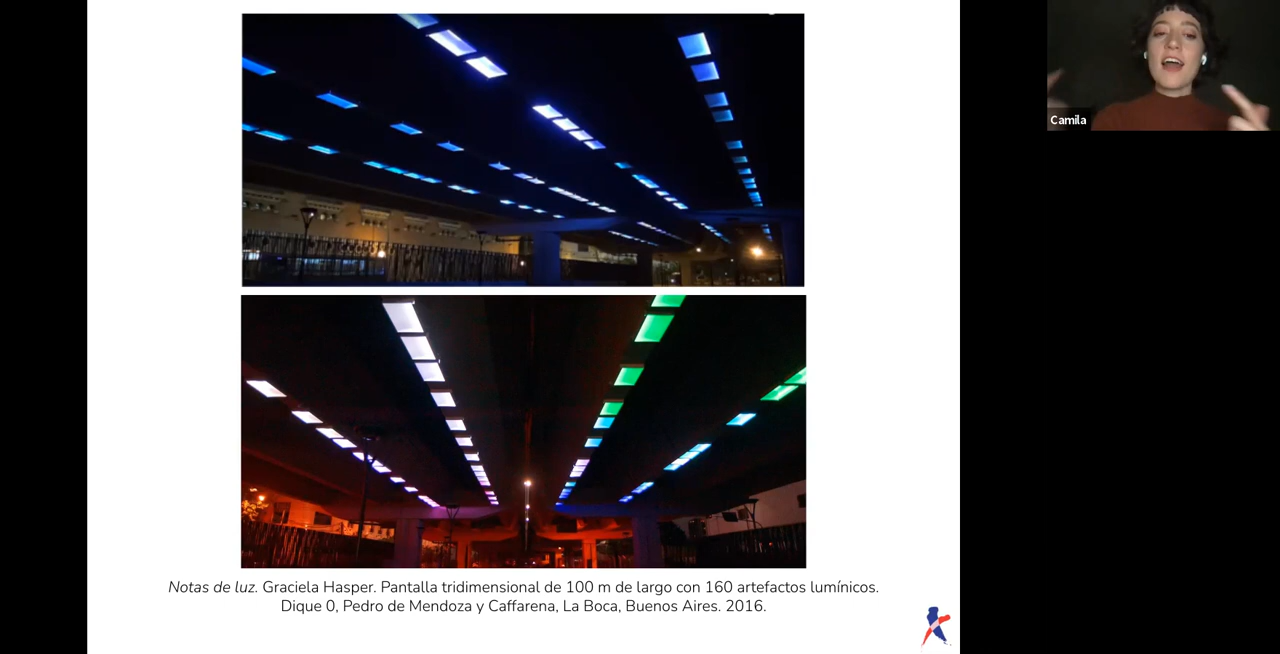 Camila
Notas de luz. Graciela Hasper. Pantalla tridimensional de 100 m de largo con 160 artefactos lumínicos.
Dique 0, Pedro de Mendoza y Caffarena, La Boca, Buenos Aires. 2016.